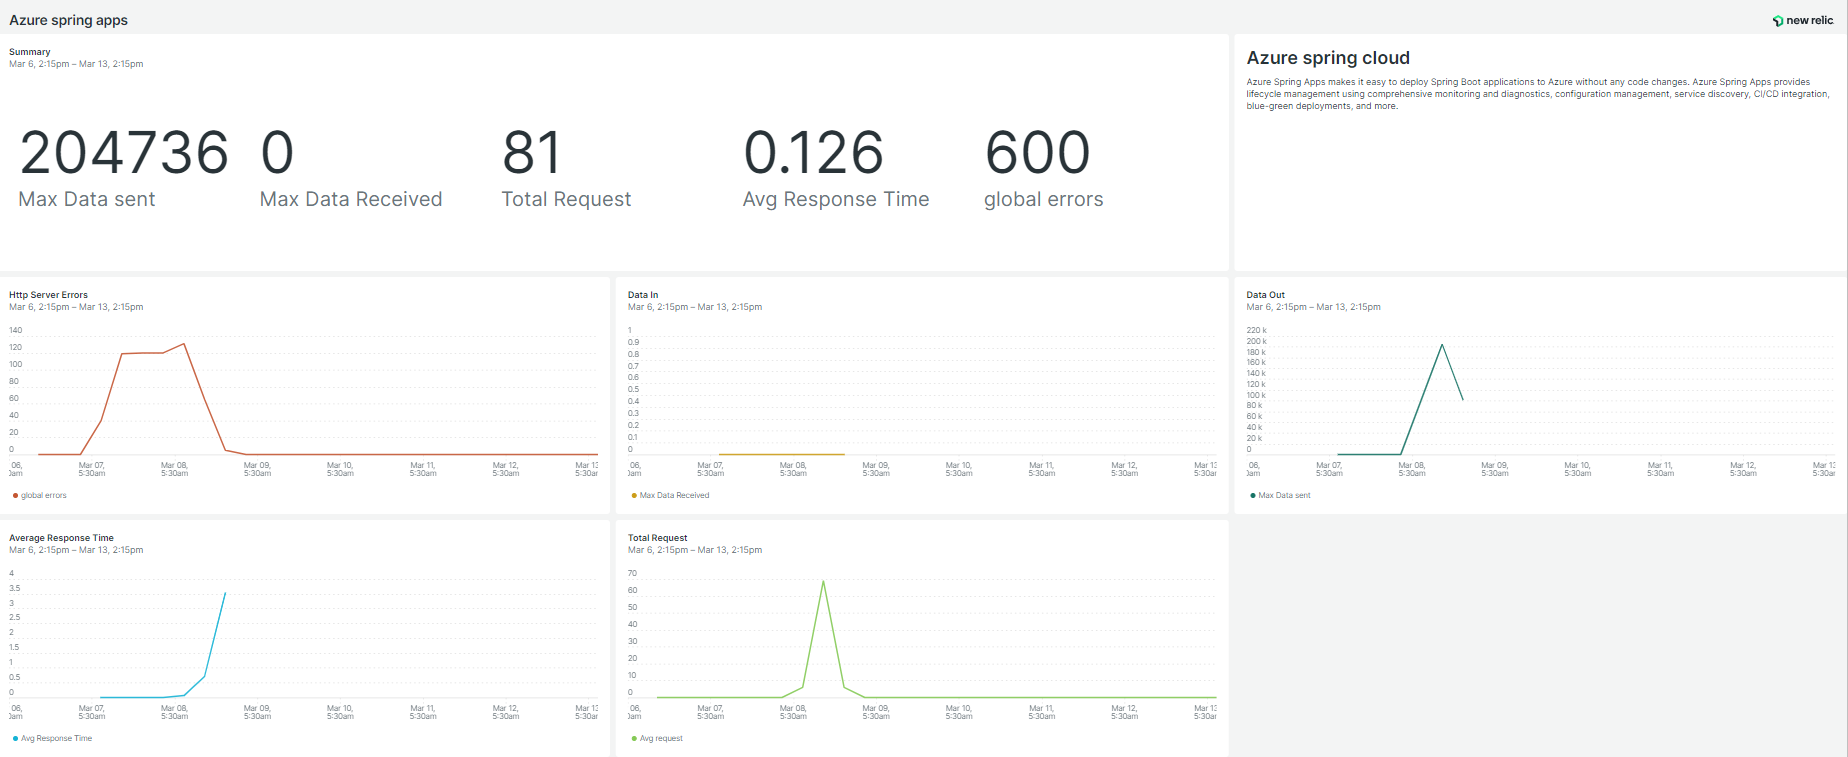 Azure spring apps
new relic
Summary
Mar 6, 2:15pm – Mar 13, 2:15pm
204736
Max Data sent
0
Max Data Received
81
Total Request
0.126
Avg Response Time
600
global errors
Azure spring cloud
Azure Spring Apps makes it easy to deploy Spring Boot applications to Azure without any code changes. Azure Spring Apps provides
lifecycle management using comprehensive monitoring and diagnostics, configuration management, service discovery, CI/CD integration,
blue-green deployments, and more.
Http Server Errors
Mar 6, 2:15pm – Mar 13, 2:15pm
140
120
100
80
60
40
20
0
06, Mar 07, Mar 08, Mar 09, Mar 10, Mar 11, Mar 12, Mar 13
am 5:30am 5:30am 5:30am 5:30am 5:30am 5:30am 5:30am
global errors
Data In
Mar 6, 2:15pm – Mar 13, 2:15pm
1
0.9
0.8
0.7
0.6
0.5
0.4
0.3
0.2
0.1
0
06, Mar 07, Mar 08, Mar 09, Mar 10, Mar 11, Mar 12, Mar 13
am 5:30am 5:30am 5:30am 5:30am 5:30am 5:30am 5:30am
Max Data Received
Data Out
Mar 6, 2:15pm – Mar 13, 2:15pm
220 k
200 k
180 k
160 k
140 k
120 k
100 k
80 k
60 k
40 k
20 k
0
06, Mar 07, Mar 08, Mar 09, Mar 10, Mar 11, Mar 12, Mar 13
am 5:30am 5:30am 5:30am 5:30am 5:30am 5:30am 5:30am
Max Data sent
Average Response Time
Mar 6, 2:15pm – Mar 13, 2:15pm
4
3.5
3
2.5
2
1.5
1
0.5
0
06, Mar 07, Mar 08, Mar 09, Mar 10, Mar 11, Mar 12, Mar 13
am 5:30am 5:30am 5:30am 5:30am 5:30am 5:30am 5:30am
Avg Response Time
Total Request
Mar 6, 2:15pm – Mar 13, 2:15pm
70
60
50
40
30
20
10
0
06, Mar 07, Mar 08, Mar 09, Mar 10, Mar 11, Mar 12, Mar 13
am 5:30am 5:30am 5:30am 5:30am 5:30am 5:30am 5:30am
Avg request